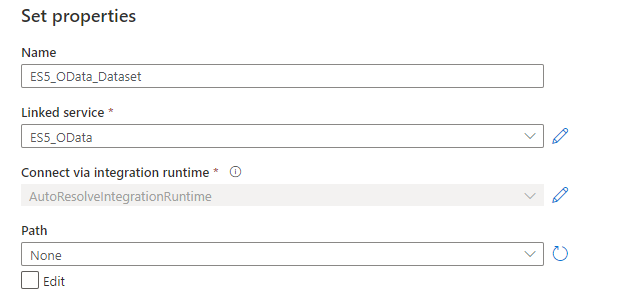 Set properties
Name
ES5_OData_Dataset
Linked service *
ES5_OData
Connect via integration runtime *
AutoResolveIntegrationRuntime
Path
None
Edit